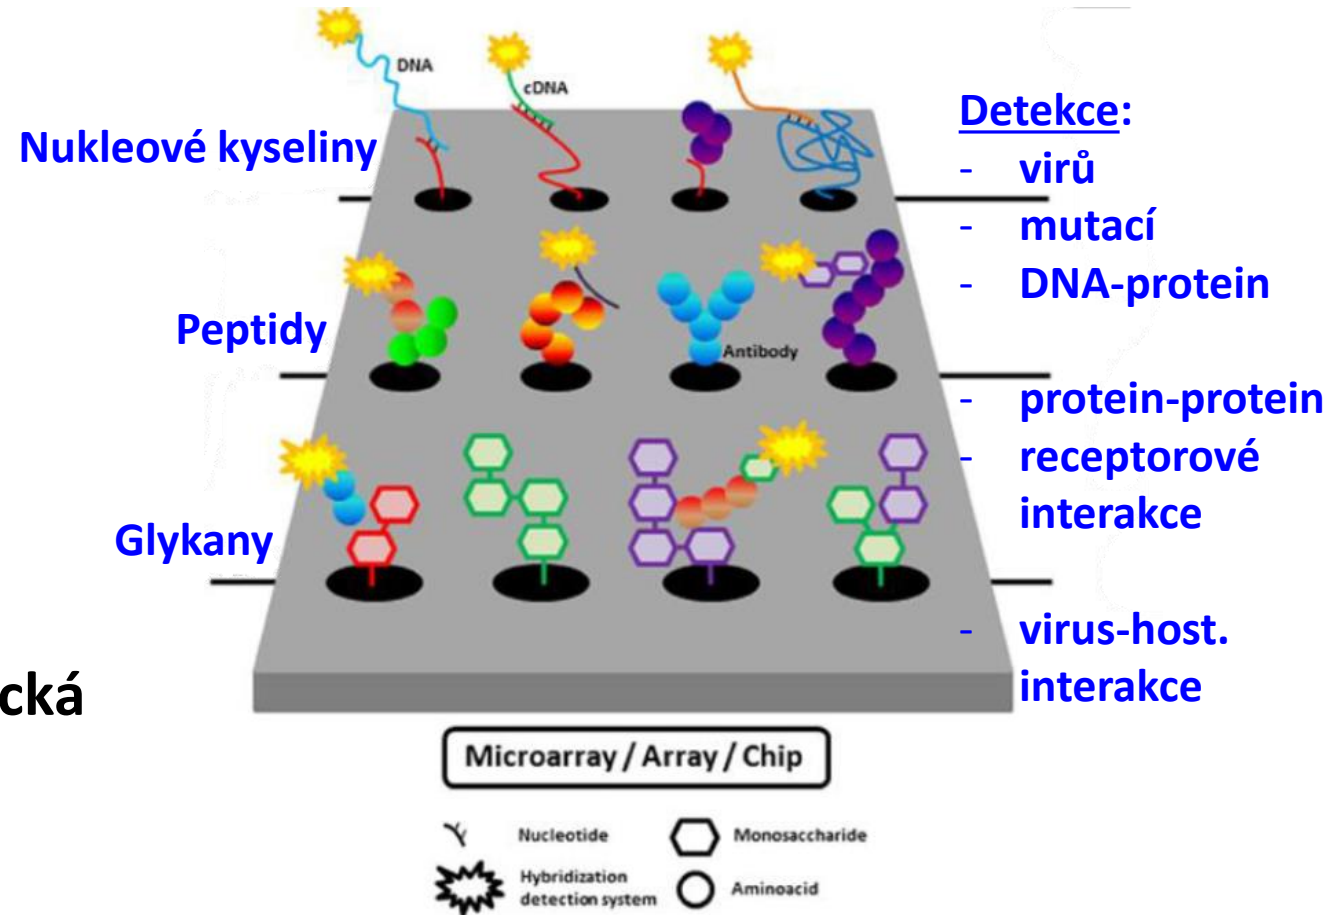 DNA
cDNA
Nukleové kyseliny
Detekce:
- virů
- mutací
- DNA-protein
Peptidy
Antibody
- protein-protein
- receptorové
interakce
Glykany
- virus-host.
interakce
cká
Microarray / Array / Chip
Nucleotide
Monosaccharide
Hybridization
detection system
Aminoacid